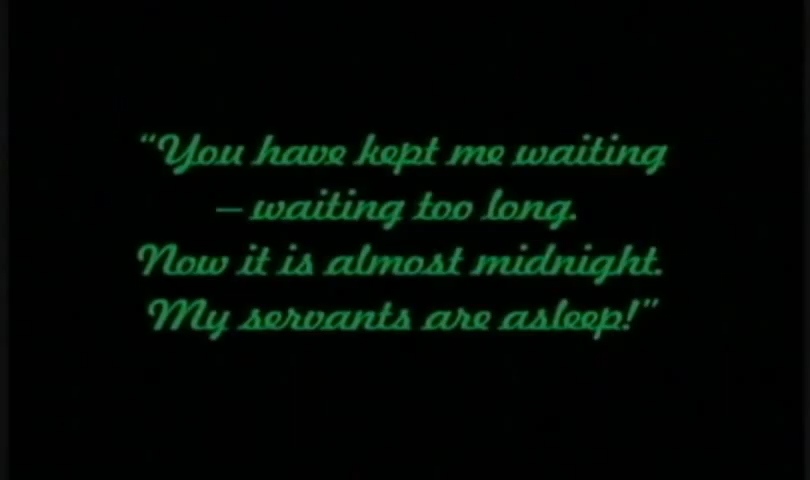 “You have kept me waiting
– waiting too long.
Now it is almost midnight.
My servants are asleep!”